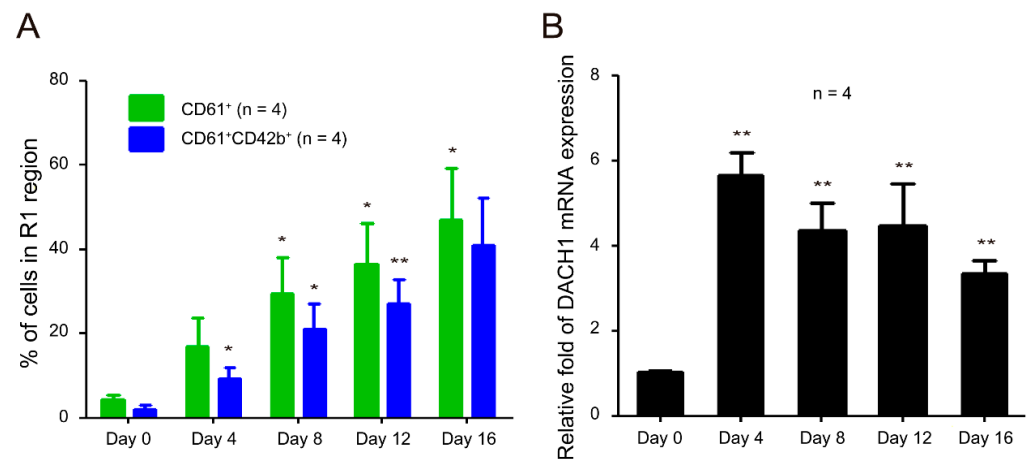 A
% of cells in R1 region
80
60
40
20
0
CD61⁺ (n = 4)
CD61⁺CD42b⁺ (n = 4)
*
*
*
*
**
*
Day 0
Day 4
Day 8
Day 12
Day 16
B
Relative fold of DACH1 mRNA expression
8
6
4
2
0
n = 4
**
**
**
**
Day 0
Day 4
Day 8
Day 12
Day 16